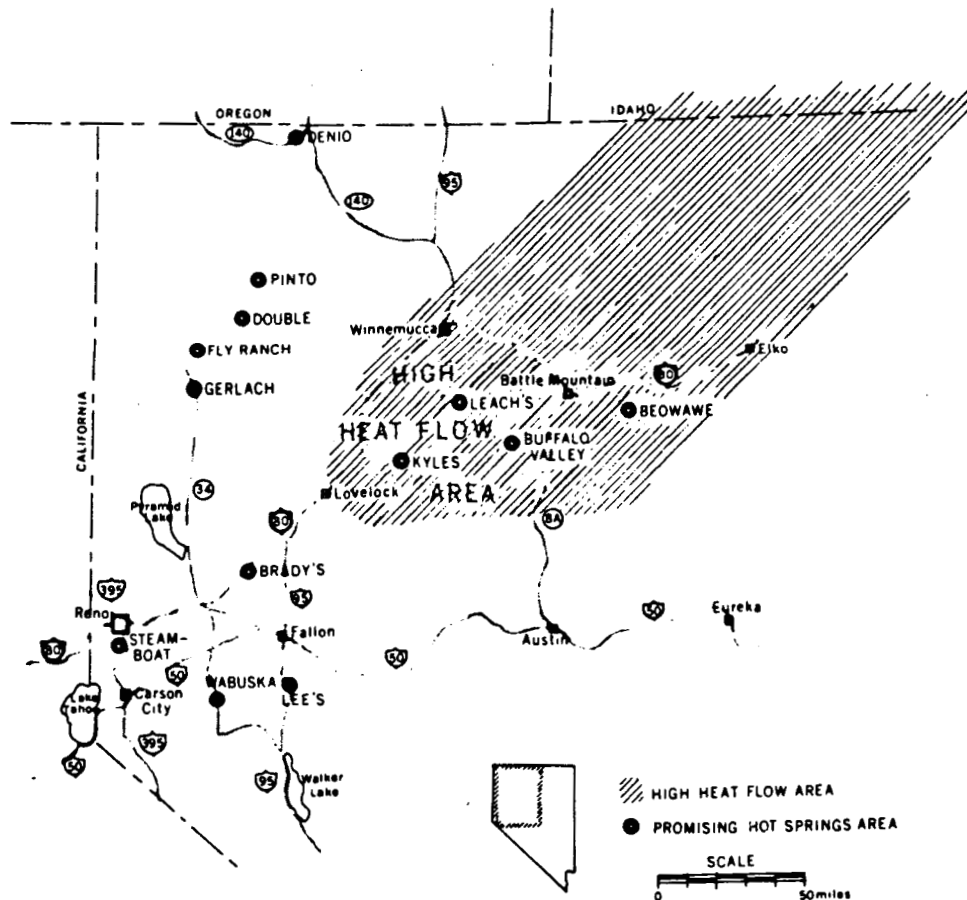 OREGON
IDAHO
140
DENIO
95
140
PINTO
DOUBLE
Winnemucca
FLY RANCH
Elko
HIGH
80
GERLACH
Battle Mountain
LEACH'S
BEOWAWE
HEAT FLOW
BUFFALO
VALLEY
CALIFORNIA
KYLES
34
Lovelock
AREA
Pyramid
Lake
80
8A
BRADY'S
395
95
Reno
50
Eureka
STEAM-
BOAT
Fallon
Austin
80
50
50
YABUSKA
LEE'S
Lake
Tahoe
Carson
City
395
50
95
Walker
Lake
HIGH HEAT FLOW AREA
PROMISING HOT SPRINGS AREA
SCALE
0
50 miles